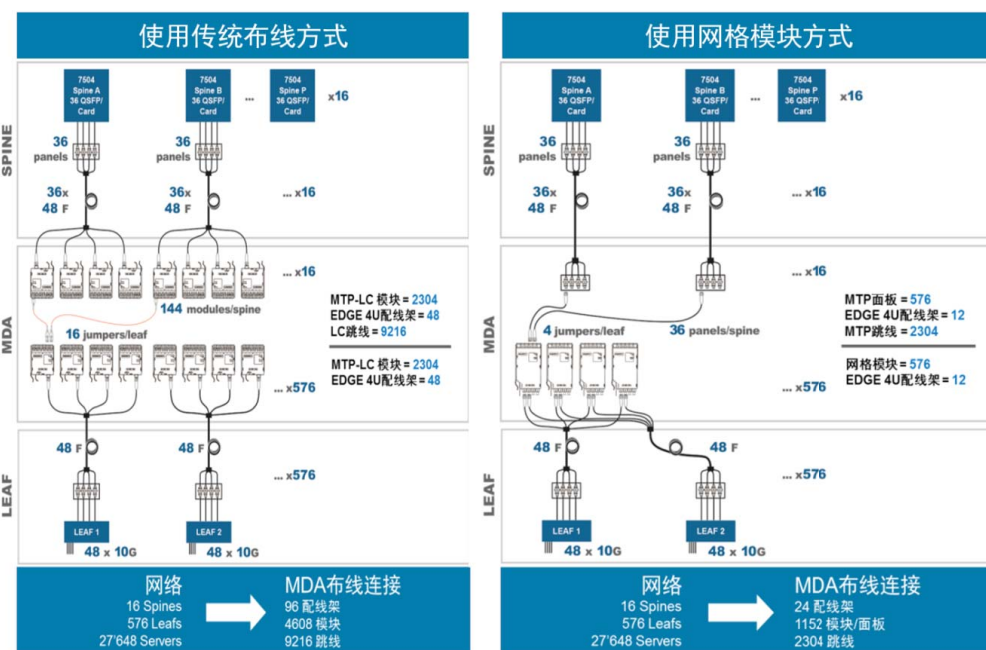 使用传统布线方式
SPINE
7504
Spine A
36 QSFP/
Card
7504
Spine B
36 QSFP/
Card
...
7504
Spine P
36 QSFP/
Card
x16
36
panels
36
panels
36x
48 F
36x
48 F
... x16
MDA
... x16
144 modules/spine
16 jumpers/leaf
MTP-LC 模块 = 2304
EDGE 4U配线架 = 48
LC跳线 = 9216
MTP-LC 模块 = 2304
EDGE 4U配线架 = 48
... x576
LEAF
48 F
48 F
... x576
LEAF 1
LEAF 2
48 x 10G
48 x 10G
网络
16 Spines
576 Leafs
27'648 Servers
MDA布线连接
96 配线架
4608 模块
9216 跳线
使用网格模块方式
SPINE
7504
Spine A
36 QSFP/
Card
7504
Spine B
36 QSFP/
Card
...
7504
Spine P
36 QSFP/
Card
x16
36
panels
36
panels
36x
48 F
36x
48 F
... x16
MDA
... x16
4 jumpers/leaf
36 panels/spine
MTP面板 = 576
EDGE 4U配线架 = 12
MTP跳线 = 2304
网格模块 = 576
EDGE 4U配线架 = 12
... x576
LEAF
48 F
48 F
... x576
LEAF 1
LEAF 2
48 x 10G
48 x 10G
网络
16 Spines
576 Leafs
27'648 Servers
MDA布线连接
24 配线架
1152 模块/面板
2304 跳线